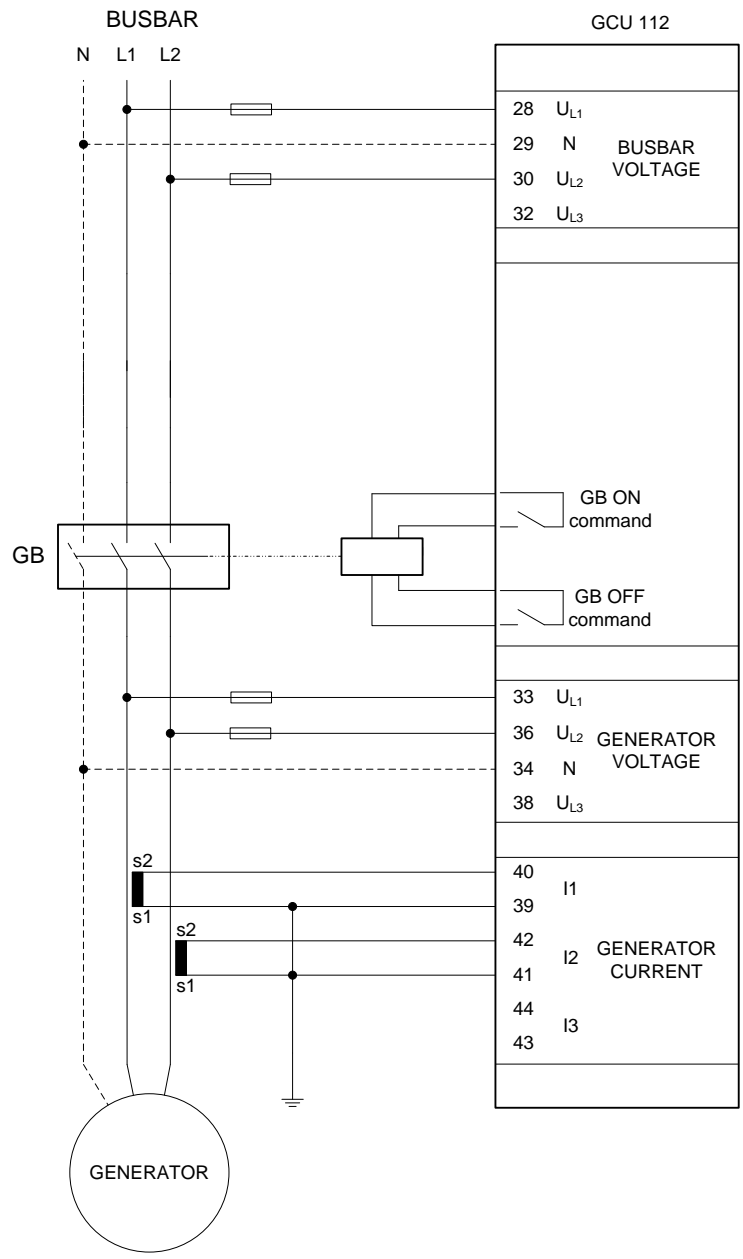 BUSBAR
GCU 112
N L1 L2
28 UL1
29 N
30 UL2
32 UL3
BUSBAR
VOLTAGE
GB ON
command
GB
GB OFF
command
33 UL1
36 UL2
34 N
38 UL3
GENERATOR
VOLTAGE
s2
s1
s2
s1
40
39
I1
42
41
I2
44
43
I3
GENERATOR
CURRENT
GENERATOR